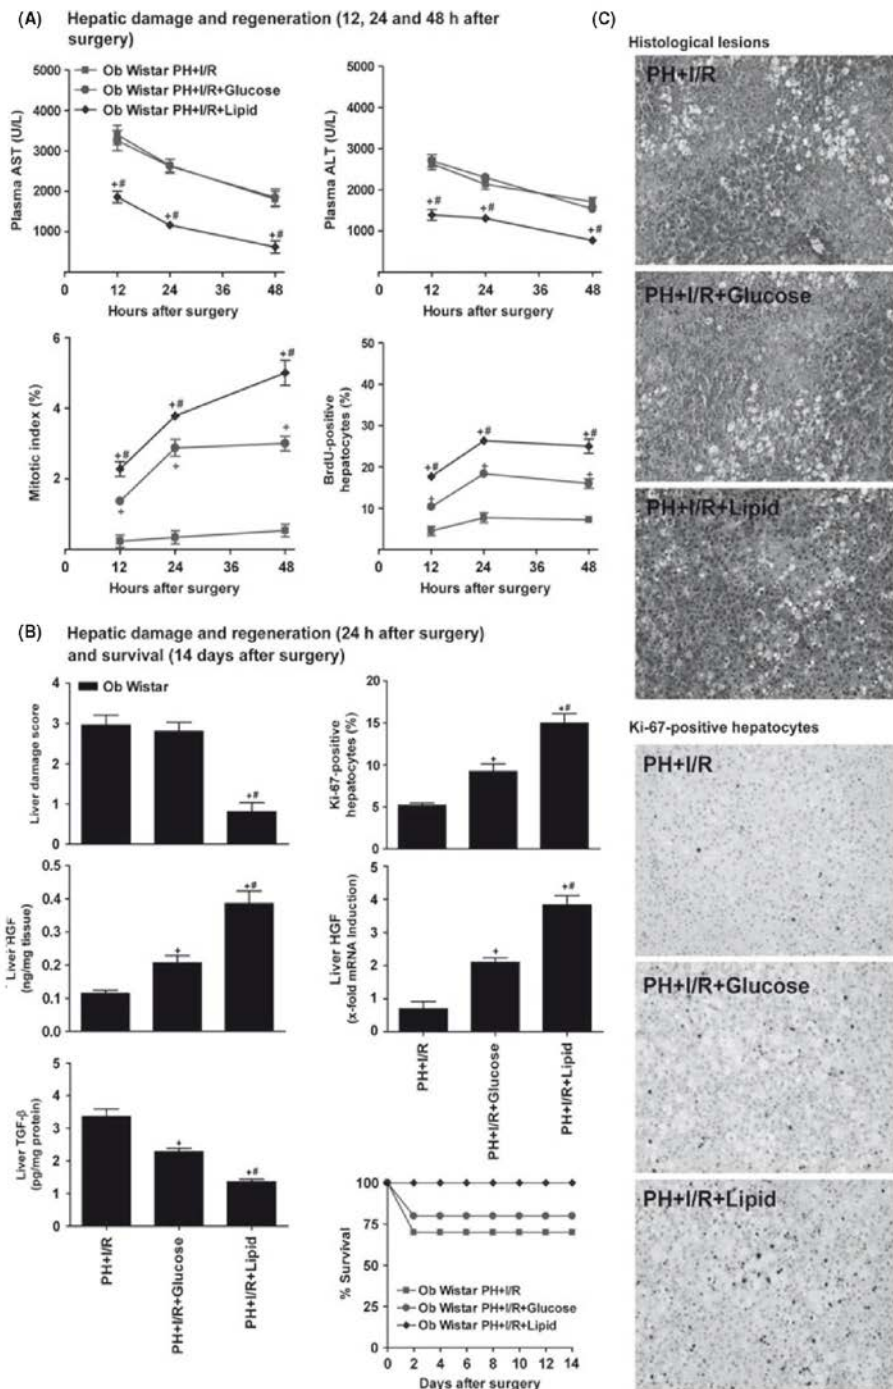 (A)
Hepatic damage and regeneration (12, 24 and 48 h after
surgery)
Plasma AST (U/L)
5000
4000
3000
2000
1000
Ob Wistar PH+I/R
Ob Wistar PH+I/R+Glucose
Ob Wistar PH+I/R+Lipid
+#
+#
+#
0 12 24 36 48
Hours after surgery
Plasma ALT (U/L)
5000
4000
3000
2000
1000
+#
+#
+#
0 12 24 36 48
Hours after surgery
Mitotic index (%)
6
4
2
0
+#
+#
+#
+
+
+
0 12 24 36 48
Hours after surgery
BrdU-positive
hepatocytes (%)
50
40
30
20
10
+#
+#
+#
+
+
+
0 12 24 36 48
Hours after surgery
(B)
Hepatic damage and regeneration (24 h after surgery)
and survival (14 days after surgery)
Ob Wistar
Liver damage score
4
3
2
1
0
+#
Ki-67-positive
hepatocytes (%)
20
15
10
5
0
+
+#
Liver HGF
(ng/mg tissue)
0.5
0.4
0.3
0.2
0.1
0.0
+
+#
Liver HGF
(x-fold mRNA Induction)
4
3
2
1
0
+
+#
PH+I/R
PH+I/R+Glucose
PH+I/R+Lipid
Liver TGF-β
(pg/mg protein)
5
4
3
2
1
0
+
+#
PH+I/R
PH+I/R+Glucose
PH+I/R+Lipid
% Survival
100
75
50
25
0
Ob Wistar PH+I/R
Ob Wistar PH+I/R+Glucose
Ob Wistar PH+I/R+Lipid
0 2 4 6 8 10 12 14
Days after surgery
(C)
Histological lesions
PH+I/R
PH+I/R+Glucose
PH+I/R+Lipid
Ki-67-positive hepatocytes
PH+I/R
PH+I/R+Glucose
PH+I/R+Lipid